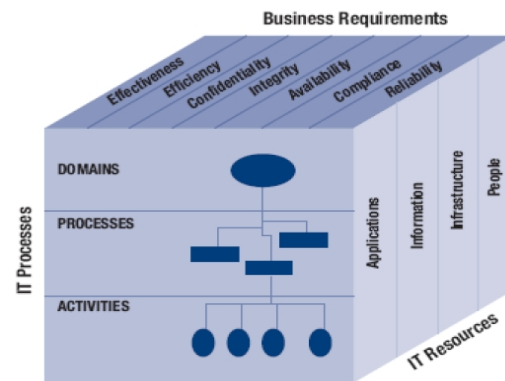 Business Requirements
Effectiveness
Efficiency
Confidentiality
Integrity
Availability
Compliance
Reliability
IT Processes
DOMAINS
PROCESSES
ACTIVITIES
Applications
Information
Infrastructure
People
IT Resources